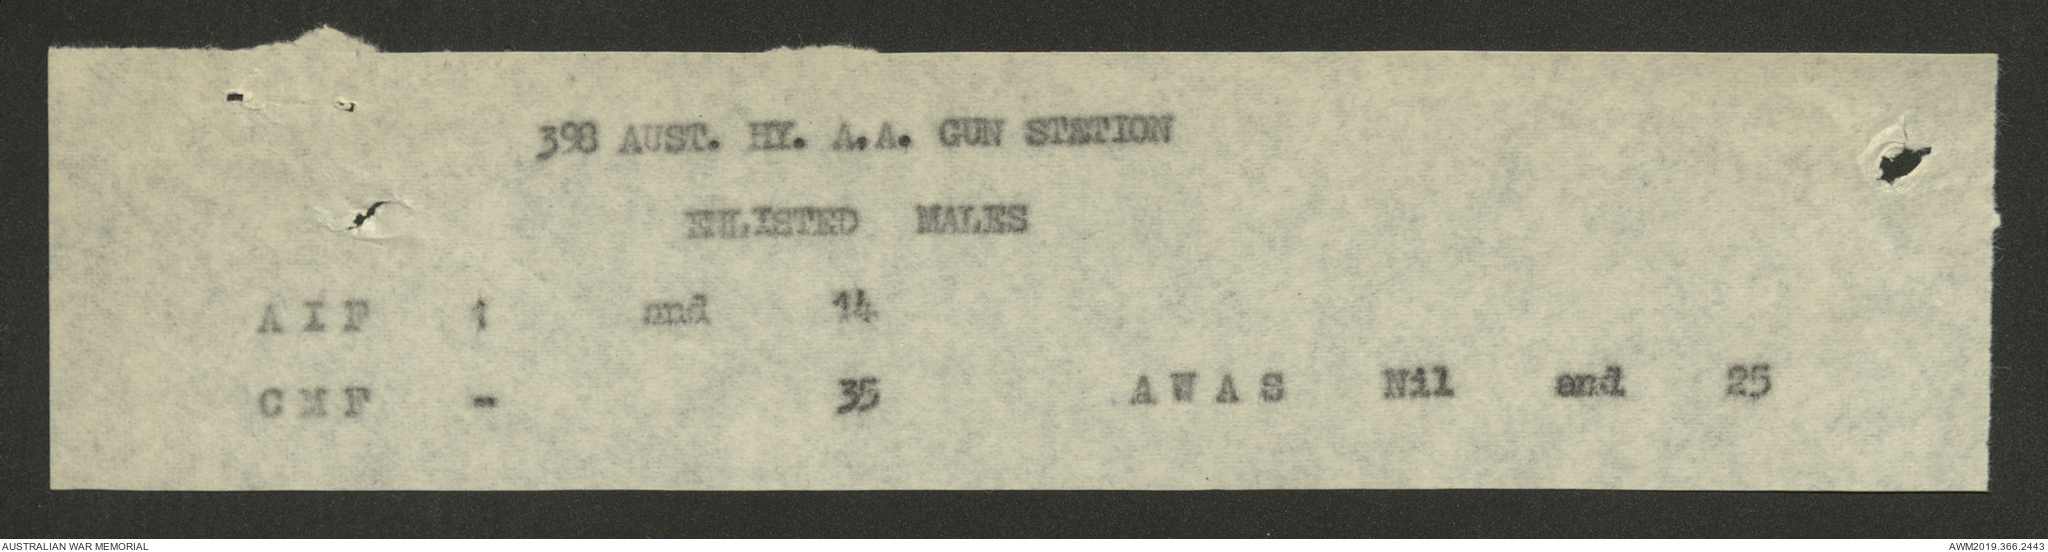 398 AUST. HY. A.A. GUN STATION
ENLISTED MALES
A I F 1 and 14
C M F - 35 A W A S Nil and 25
AUSTRALIAN WAR MEMORIAL
AWM2019.366.2443